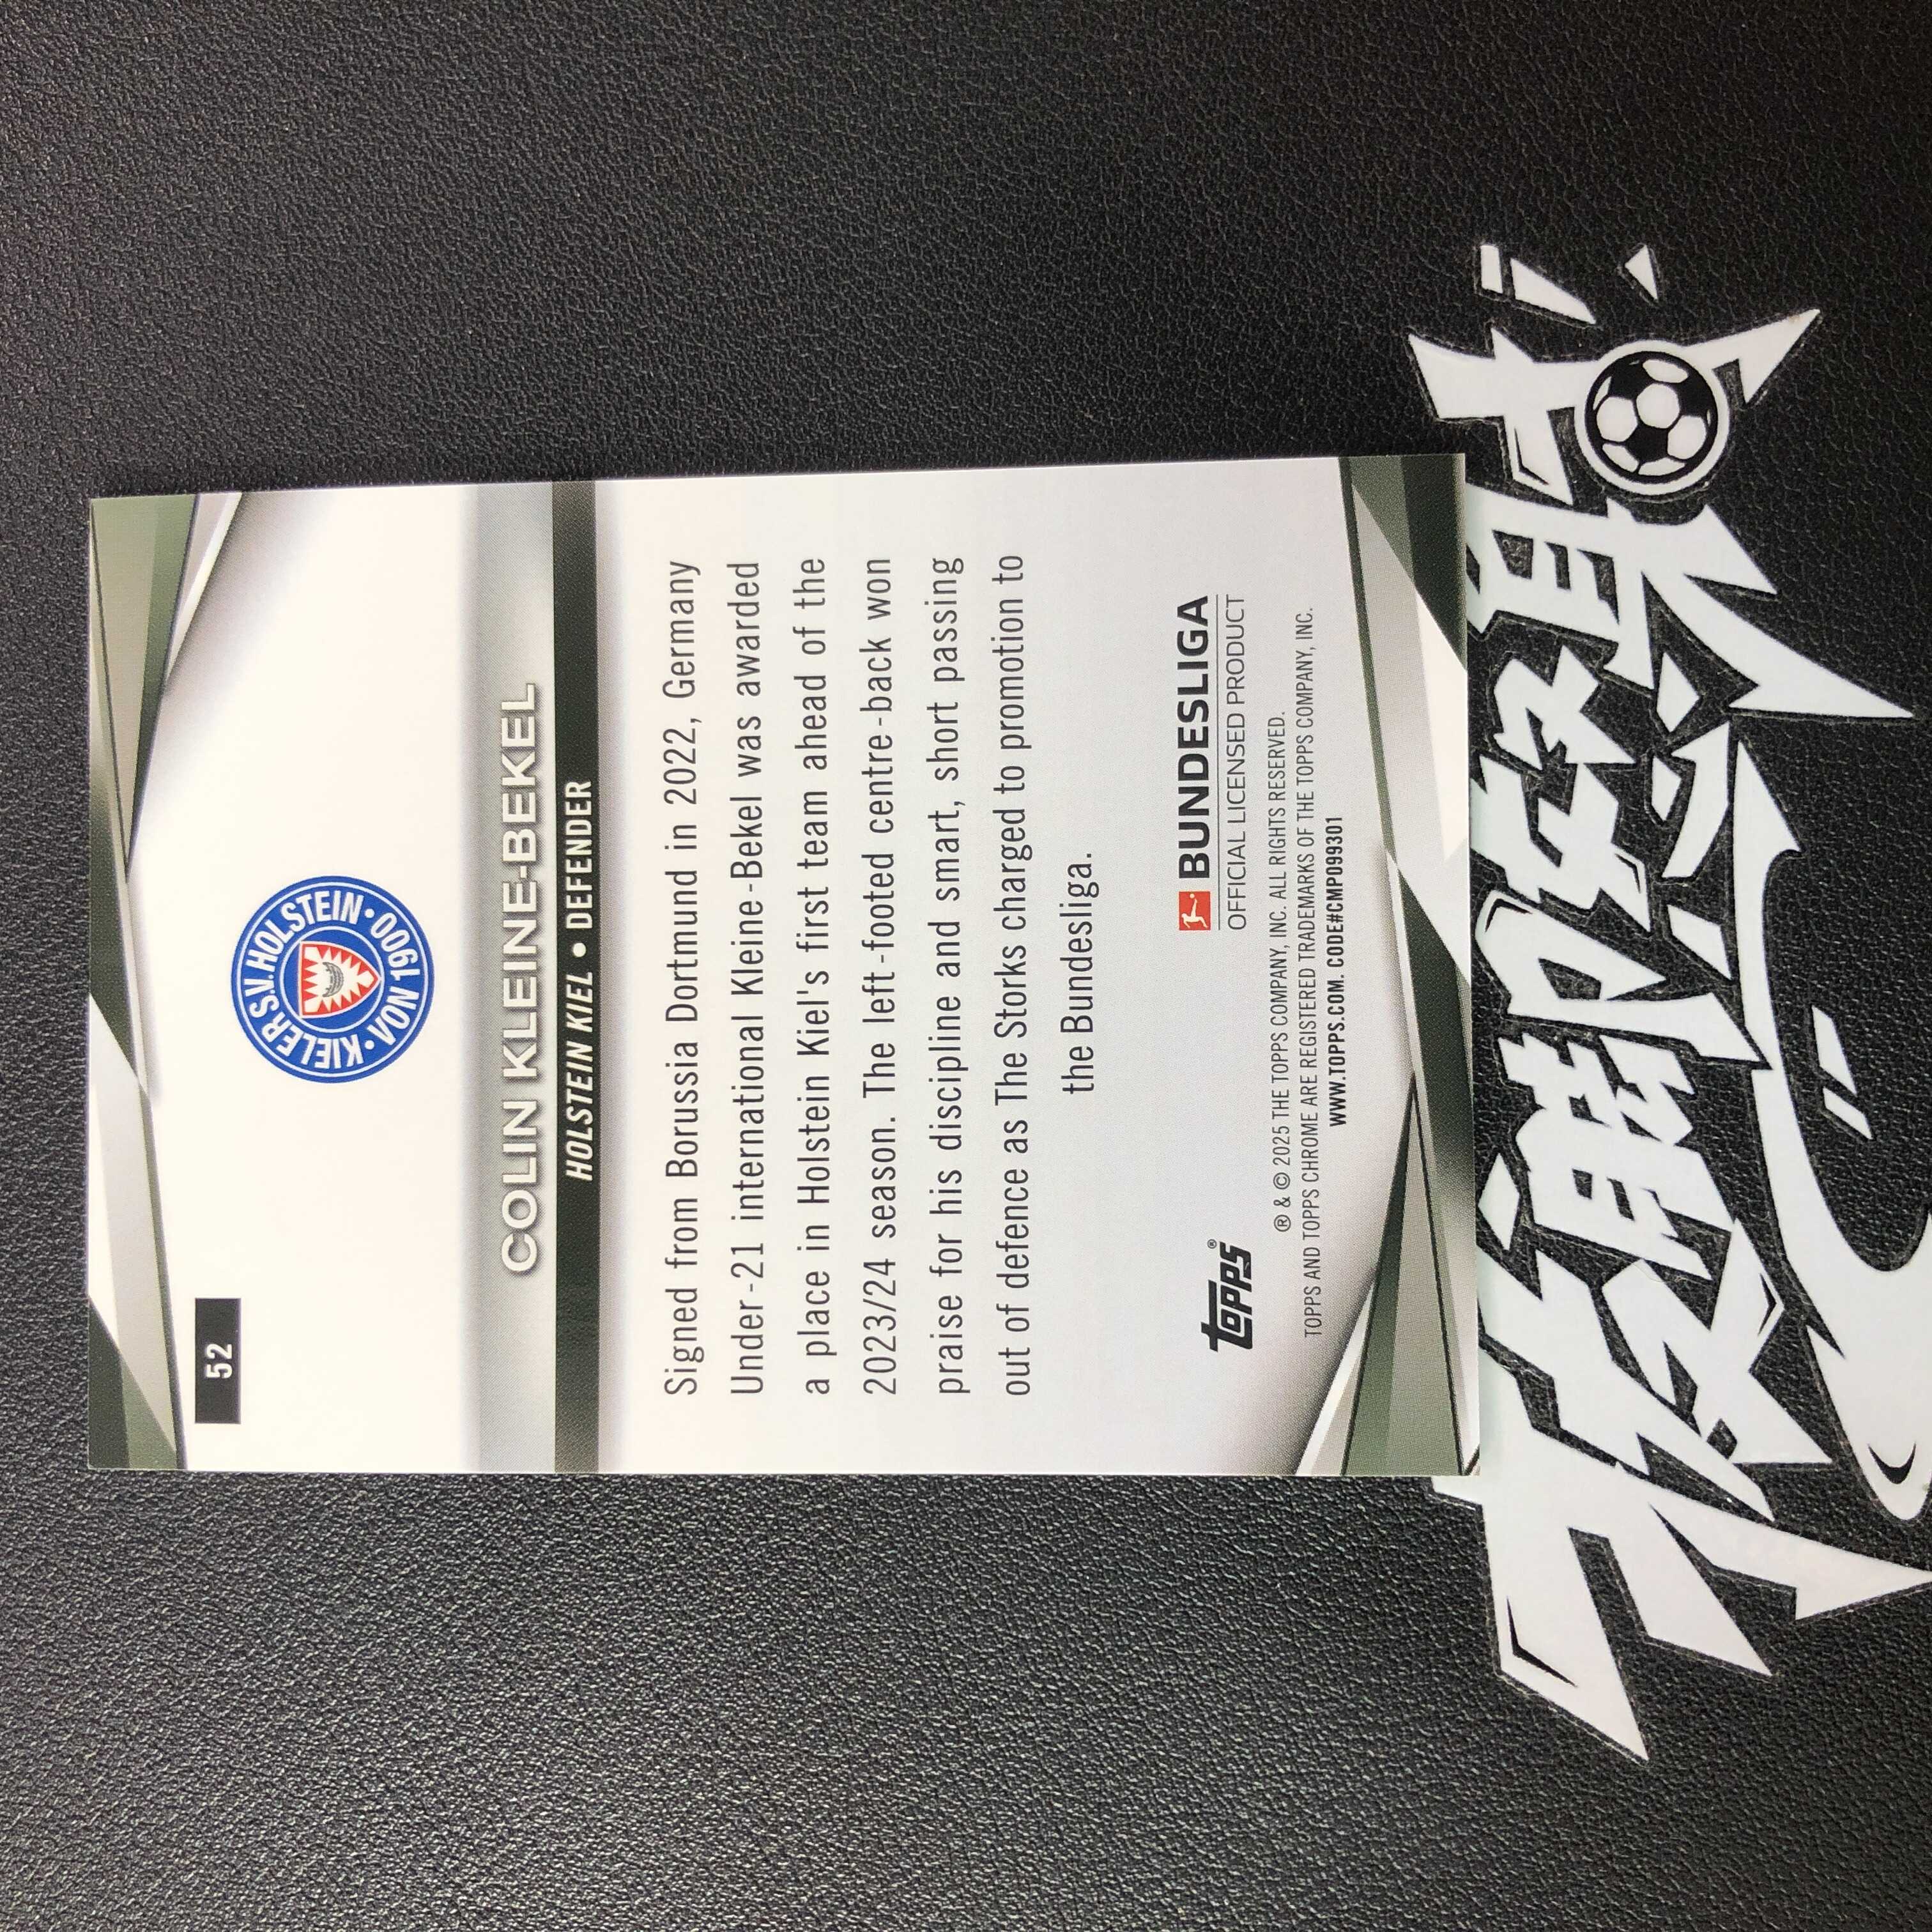 52
KIELER S.V. HOLSTEIN • VON 1900 •
COLIN KLEINE-BEKEL
HOLSTEIN KIEL • DEFENDER
Signed from Borussia Dortmund in 2022, Germany
Under-21 international Kleine-Bekel was awarded
a place in Holstein Kiel's first team ahead of the
2023/24 season. The left-footed centre-back won
praise for his discipline and smart, short passing
out of defence as The Storks charged to promotion to
the Bundesliga.
topps®
BUNDESLIGA
OFFICIAL LICENSED PRODUCT
® & © 2025 THE TOPPS COMPANY, INC. ALL RIGHTS RESERVED.
TOPPS AND TOPPS CHROME ARE REGISTERED TRADEMARKS OF THE TOPPS COMPANY, INC.
WWW.TOPPS.COM. CODE#CMP099301